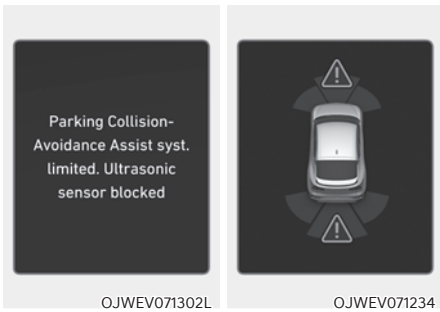 Parking Collision-
Avoidance Assist syst.
limited. Ultrasonic
sensor blocked
OJWEV071302L
OJWEV071234